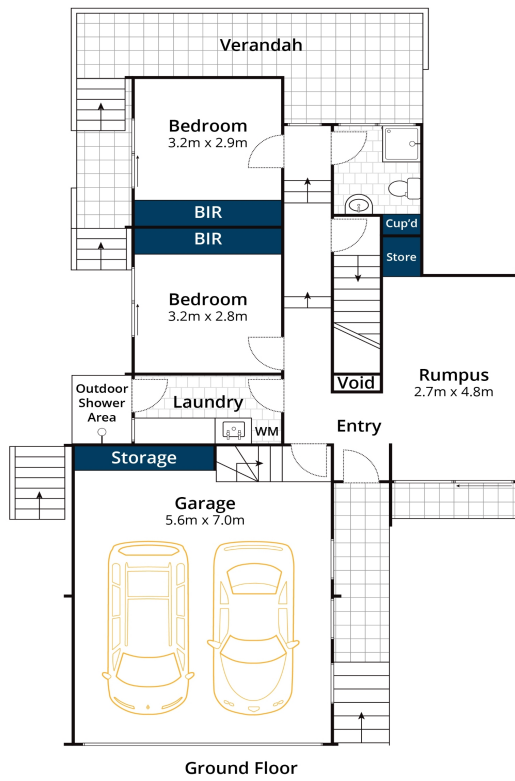 Verandah
Bedroom
3.2m x 2.9m
BIR
Cup'd
BIR
Store
Bedroom
3.2m x 2.8m
Void
Rumpus
2.7m x 4.8m
Outdoor
Shower
Area
Laundry
WM
Entry
Storage
Garage
5.6m x 7.0m
Ground Floor